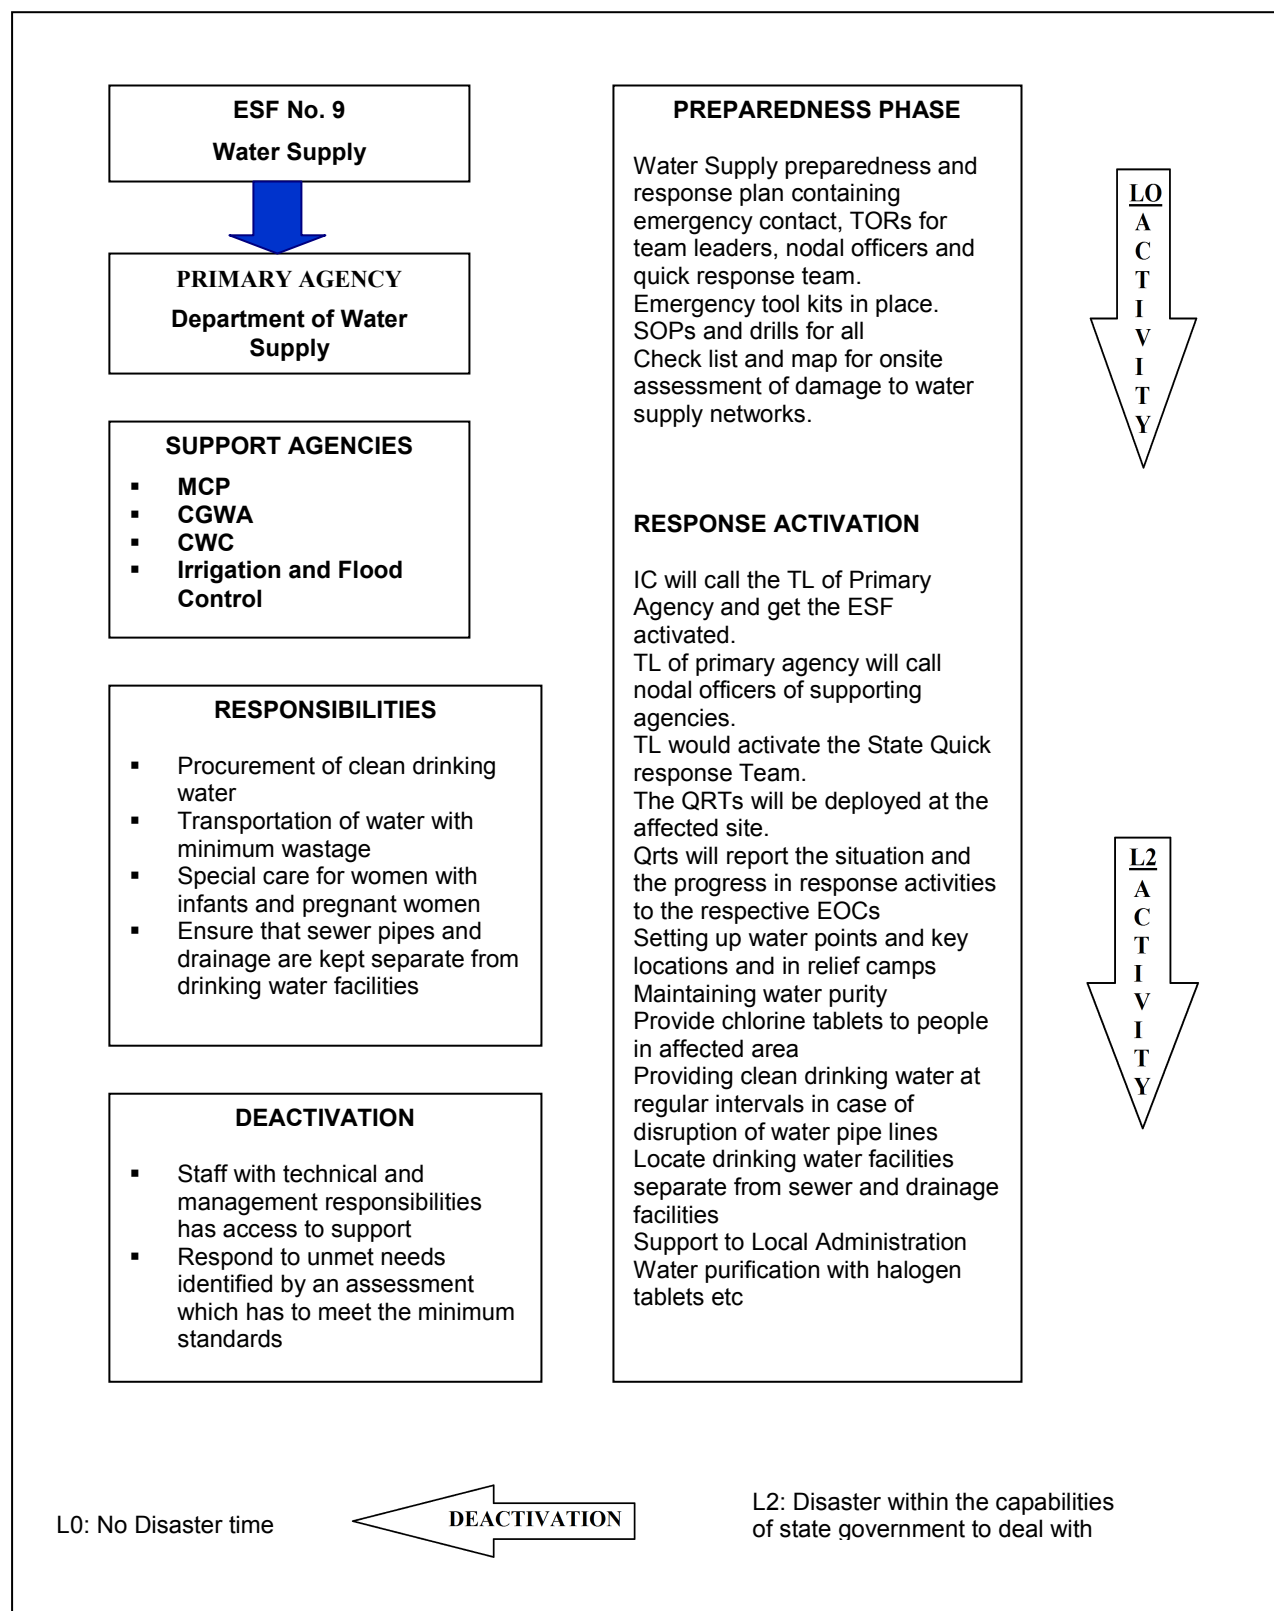 ESF No. 9
Water Supply
PRIMARY AGENCY
Department of Water
Supply
SUPPORT AGENCIES
▪ MCP
▪ CGWA
▪ CWC
▪ Irrigation and Flood
Control
RESPONSIBILITIES
▪ Procurement of clean drinking
water
▪ Transportation of water with
minimum wastage
▪ Special care for women with
infants and pregnant women
▪ Ensure that sewer pipes and
drainage are kept separate from
drinking water facilities
DEACTIVATION
▪ Staff with technical and
management responsibilities
has access to support
▪ Respond to unmet needs
identified by an assessment
which has to meet the minimum
standards
PREPAREDNESS PHASE
Water Supply preparedness and
response plan containing
emergency contact, TORs for
team leaders, nodal officers and
quick response team.
Emergency tool kits in place.
SOPs and drills for all
Check list and map for onsite
assessment of damage to water
supply networks.
RESPONSE ACTIVATION
IC will call the TL of Primary
Agency and get the ESF
activated.
TL of primary agency will call
nodal officers of supporting
agencies.
TL would activate the State Quick
response Team.
The QRTs will be deployed at the
affected site.
Qrts will report the situation and
the progress in response activities
to the respective EOCs
Setting up water points and key
locations and in relief camps
Maintaining water purity
Provide chlorine tablets to people
in affected area
Providing clean drinking water at
regular intervals in case of
disruption of water pipe lines
Locate drinking water facilities
separate from sewer and drainage
facilities
Support to Local Administration
Water purification with halogen
tablets etc
LO
A
C
T
I
V
I
T
Y
L2
A
C
T
I
V
I
T
Y
L0: No Disaster time
DEACTIVATION
L2: Disaster within the capabilities
of state government to deal with